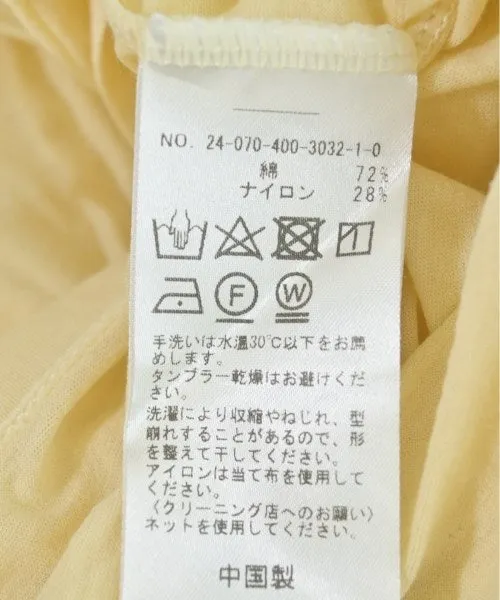 NO. 24-070-400-3032-1-0
綿 72%
ナイロン 28%
F W
手洗いは水温30℃以下をお薦
めします。
タンブラー乾燥はお避けくだ
さい。
洗濯により収縮やねじれ、型
崩れすることがあるので、形
を整えて干してください。
アイロンは当て布を使用して
ください。
〈クリーニング店へのお願い〉
ネットを使用してください。
中国製